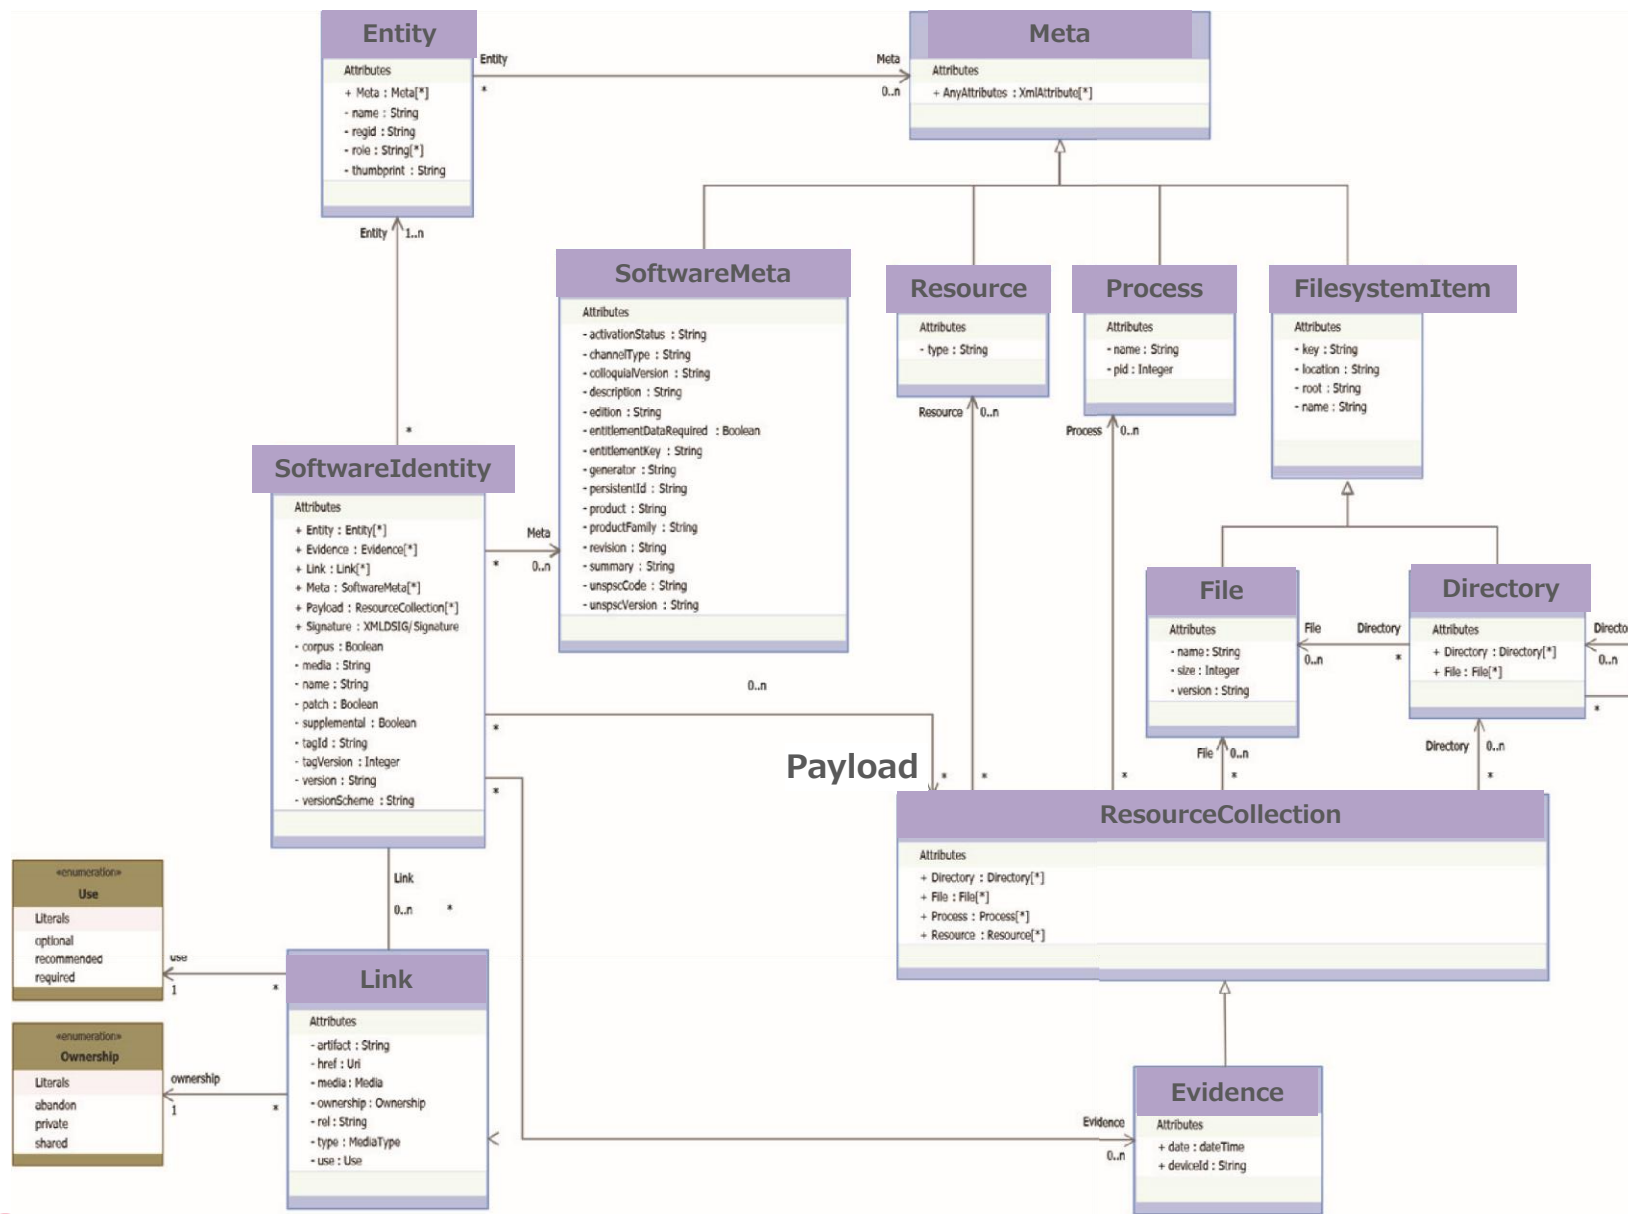 Entity
Attributes
+ Meta : Meta[*]
- name : String
- regid : String
- role : String[*]
- thumbprint : String
Entity
*
Meta
0..n
Meta
Attributes
+ AnyAttributes : XmlAttribute[*]
Entity
1..n
*
SoftwareMeta
Attributes
- activationStatus : String
- channelType : String
- colloquialVersion : String
- description : String
- edition : String
- entitlementDataRequired : Boolean
- entitlementKey : String
- generator : String
- persistentId : String
- product : String
- productFamily : String
- revision : String
- summary : String
- unspscCode : String
- unspscVersion : String
Resource
Attributes
- type : String
Resource
0..n
Process
Attributes
- name : String
- pid : Integer
Process
0..n
FilesystemItem
Attributes
- key : String
- location : String
- root : String
- name : String
SoftwareIdentity
Attributes
+ Entity : Entity[*]
+ Evidence : Evidence[*]
+ Link : Link[*]
+ Meta : SoftwareMeta[*]
+ Payload : ResourceCollection[*]
+ Signature : XMLDSIG/Signature
- corpus : Boolean
- media : String
- name : String
- patch : Boolean
- supplemental : Boolean
- tagId : String
- tagVersion : Integer
- version : String
- versionScheme : String
Meta
*
0..n
File
Attributes
- name : String
- size : Integer
- version : String
File
0..n
Directory
*
Directory
Attributes
+ Directory : Directory[*]
+ File : File[*]
Directo
0..n
*
0..n
*
Payload
*
*
*
File
0..n
*
Directory
0..n
*
*
ResourceCollection
Attributes
+ Directory : Directory[*]
+ File : File[*]
+ Process : Process[*]
+ Resource : Resource[*]
Link
0..n
*
«enumeration»
Use
Literals
optional
recommended
required
use
1
*
«enumeration»
Ownership
Literals
abandon
private
shared
ownership
1
*
Link
Attributes
- artifact : String
- href : Uri
- media : Media
- ownership : Ownership
- rel : String
- type : MediaType
- use : Use
Evidence
0..n
Evidence
Attributes
+ date : dateTime
+ deviceId : String